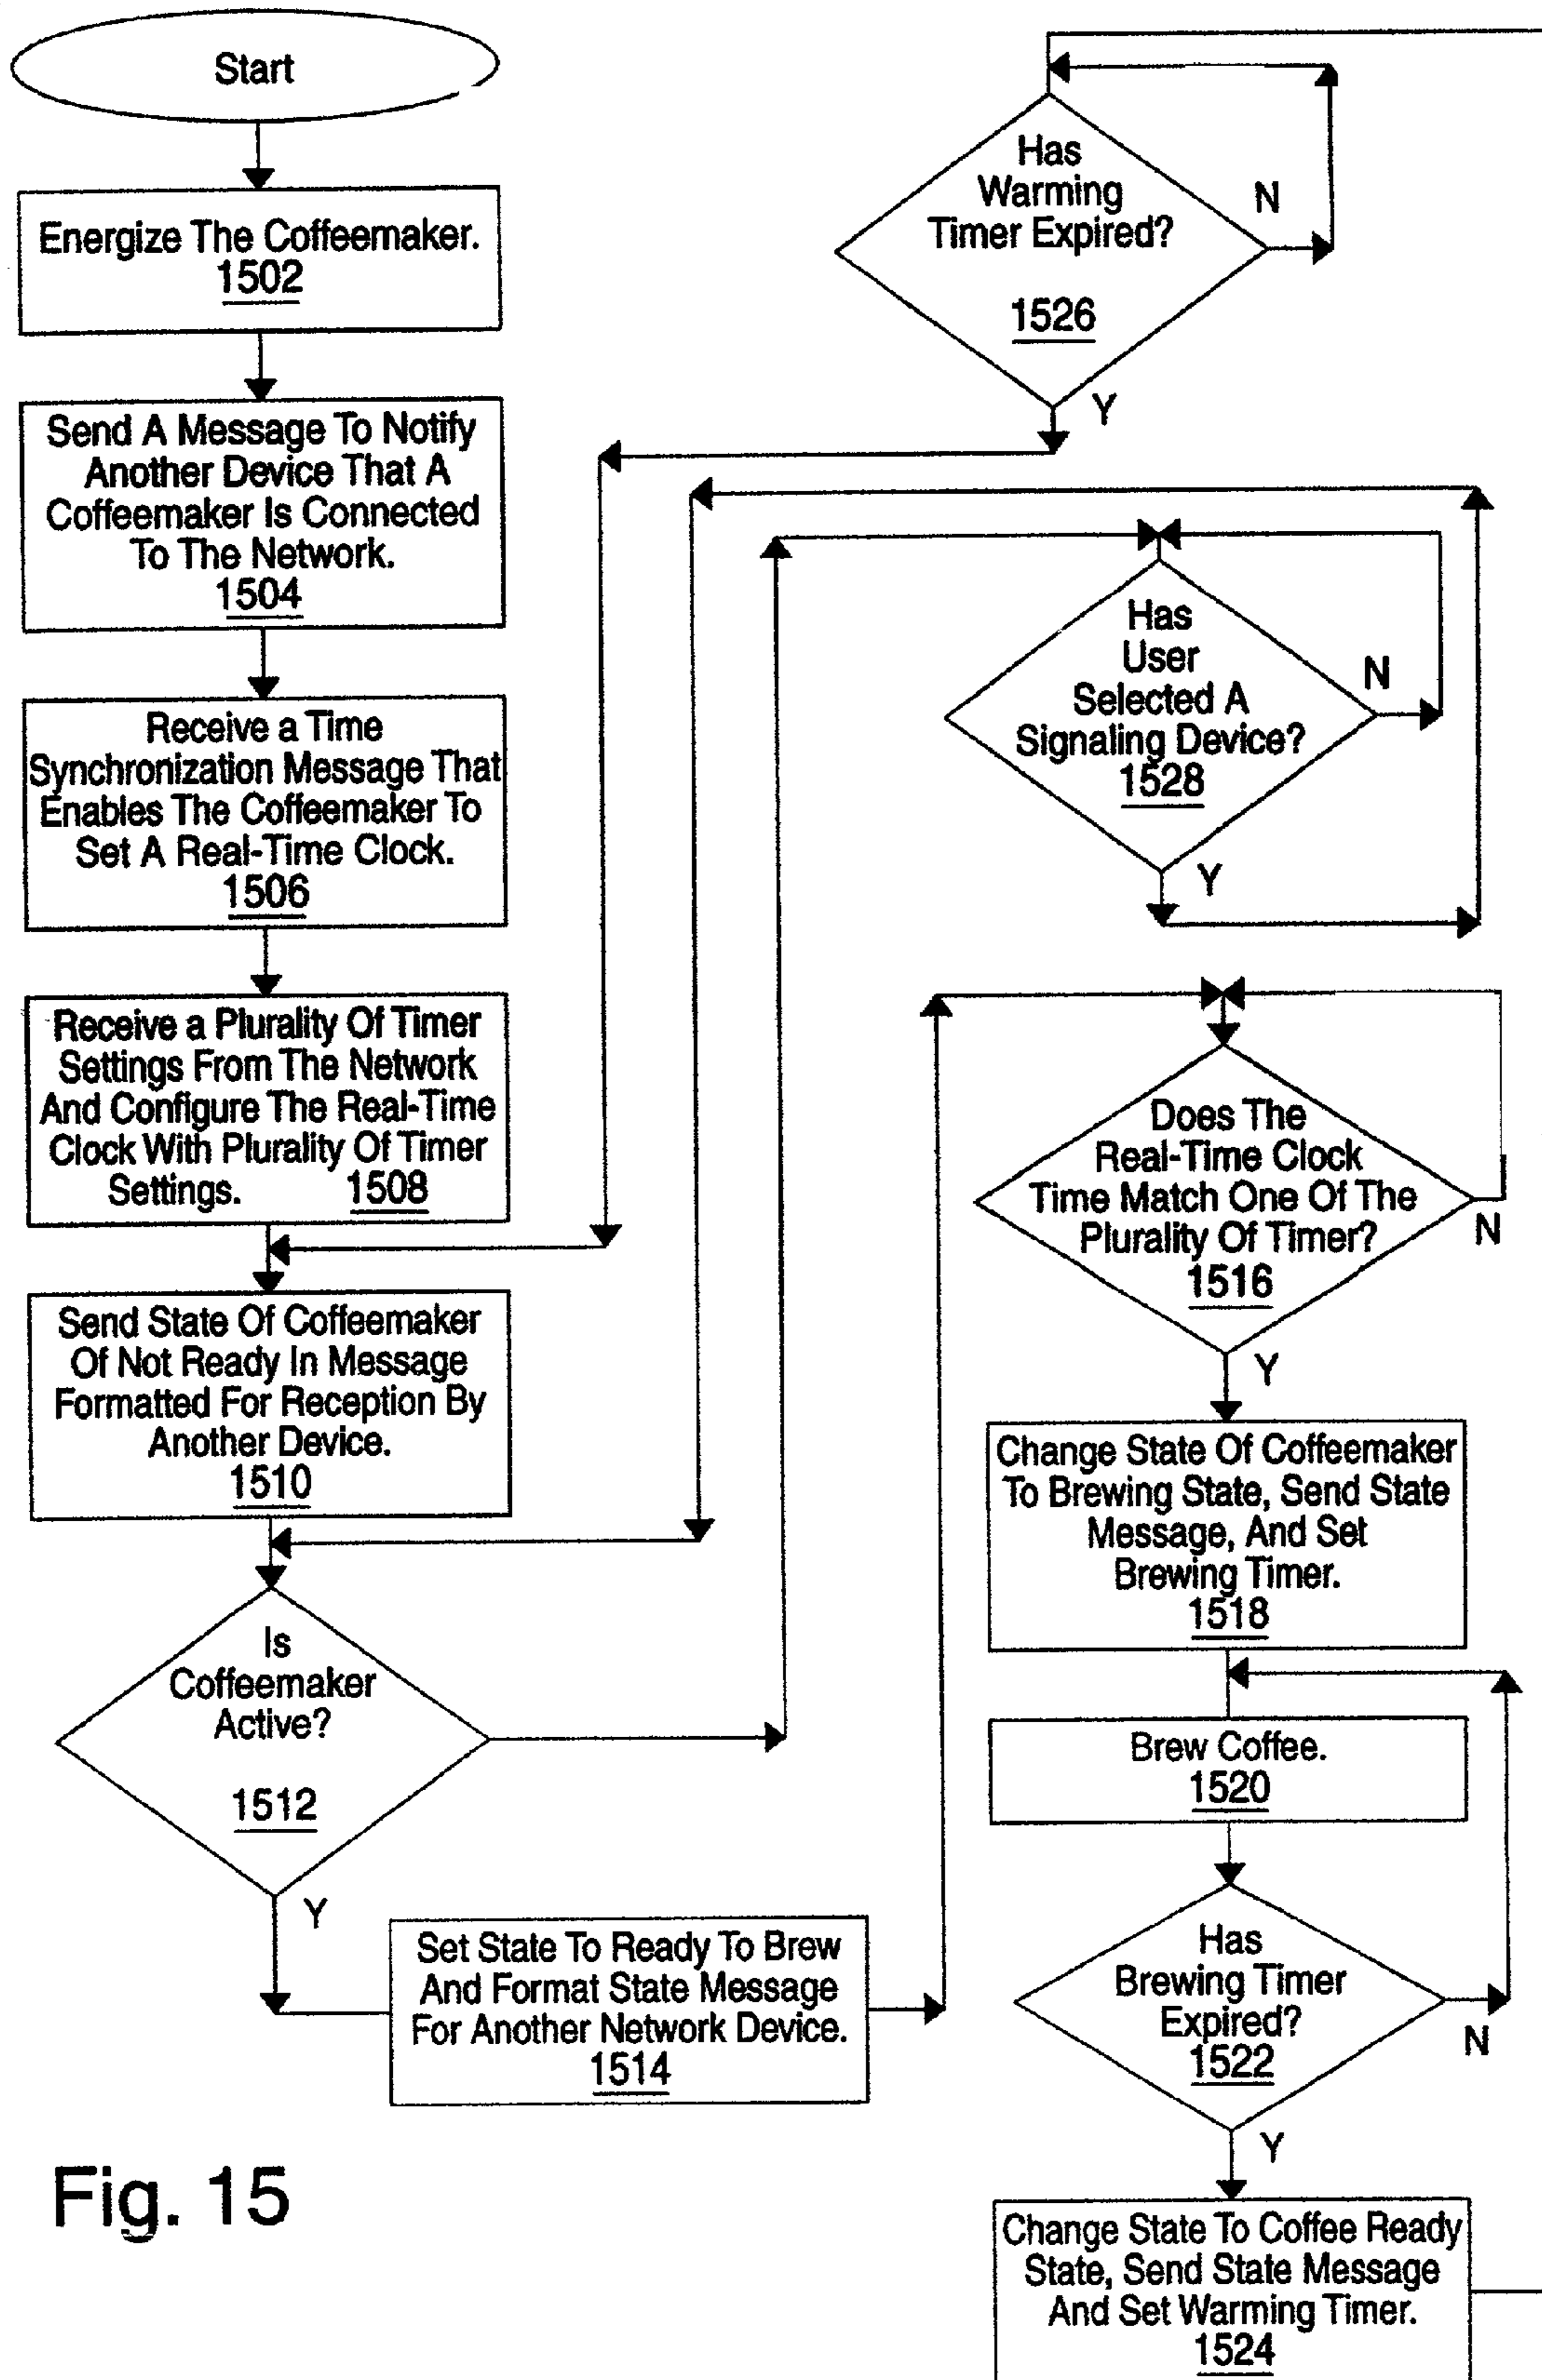 Start
Energize The Coffeemaker.
1502
Send A Message To Notify
Another Device That A
Coffeemaker Is Connected
To The Network.
1504
Receive a Time
Synchronization Message That
Enables The Coffeemaker To
Set A Real-Time Clock.
1506
Receive a Plurality Of Timer
Settings From The Network
And Configure The Real-Time
Clock With Plurality Of Timer
Settings. 1508
Send State Of Coffeemaker
Of Not Ready In Message
Formatted For Reception By
Another Device.
1510
Is
Coffeemaker
Active?
1512
Y
Set State To Ready To Brew
And Format State Message
For Another Network Device.
1514
Has
Warming
Timer Expired?
1526
N
Y
Has
User
Selected A
Signaling Device?
1528
N
Y
Does The
Real-Time Clock
Time Match One Of The
Plurality Of Timer?
1516
N
Y
Change State Of Coffeemaker
To Brewing State, Send State
Message, And Set
Brewing Timer.
1518
Brew Coffee.
1520
Has
Brewing Timer
Expired?
1522
N
Y
Change State To Coffee Ready
State, Send State Message
And Set Warming Timer.
1524
Fig. 15